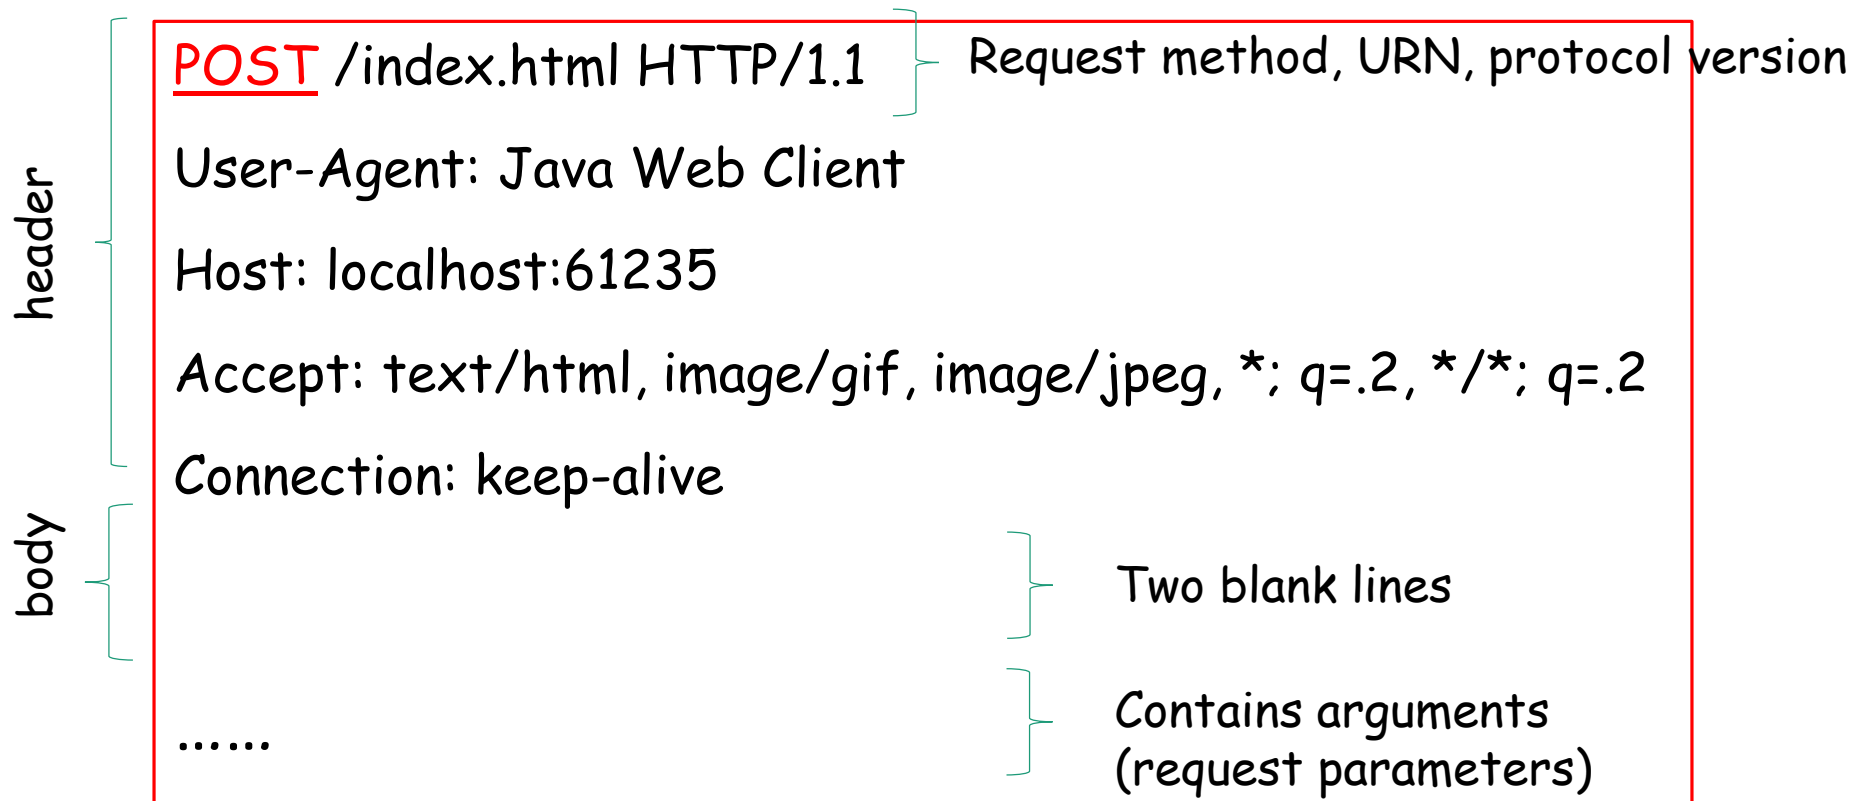 POST /index.html HTTP/1.1
Request method, URN, protocol version
User-Agent: Java Web Client
Host: localhost:61235
header
Accept: text/html, image/gif, image/jpeg, *; q=.2, */*; q=.2
Connection: keep-alive
body
Two blank lines
......
Contains arguments
(request parameters)